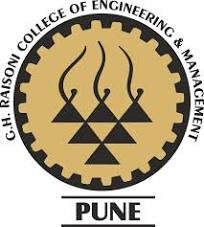 G.H. RAISONI COLLEGE OF ENGINEERING & MANAGEMENT
PUNE